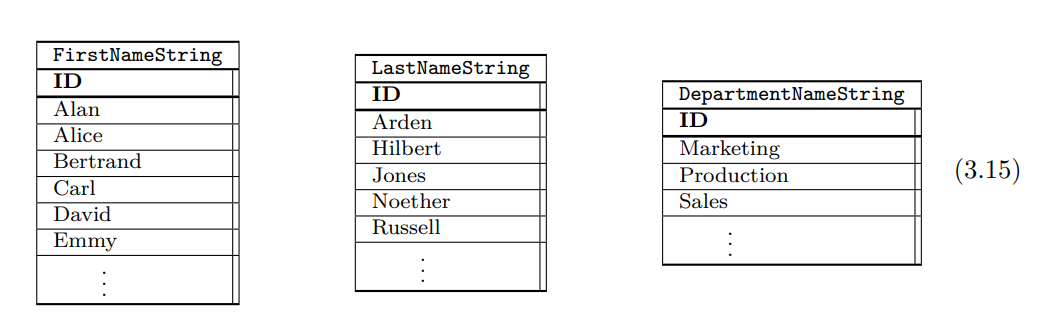 FirstNameString
ID
Alan
Alice
Bertrand
Carl
David
Emmy
⋮
LastNameString
ID
Arden
Hilbert
Jones
Noether
Russell
⋮
DepartmentNameString
ID
Marketing
Production
Sales
⋮
(3.15)